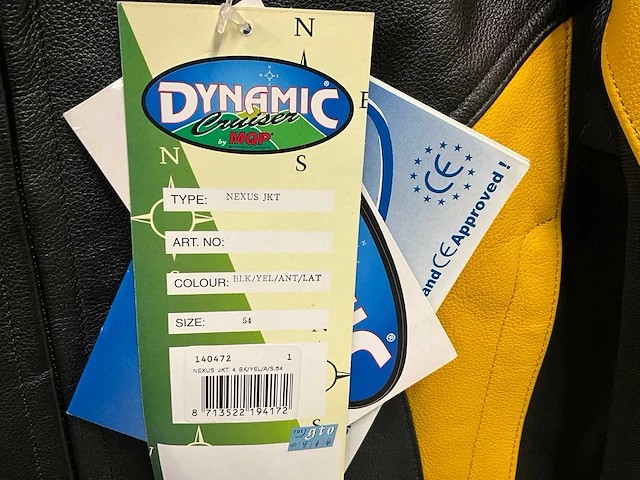 N
DYNAMIC
Cruiser
by MQP
N
S
E
TYPE: NEXUS JKT
ART. NO:
COLOUR: BLK/YEL/ANT/LAT
SIZE: 54
140472 1
NEXUS JKT 4 BK/YEL/A/S.54
8 713522 194172
S
gto
CE
and CE Approved !